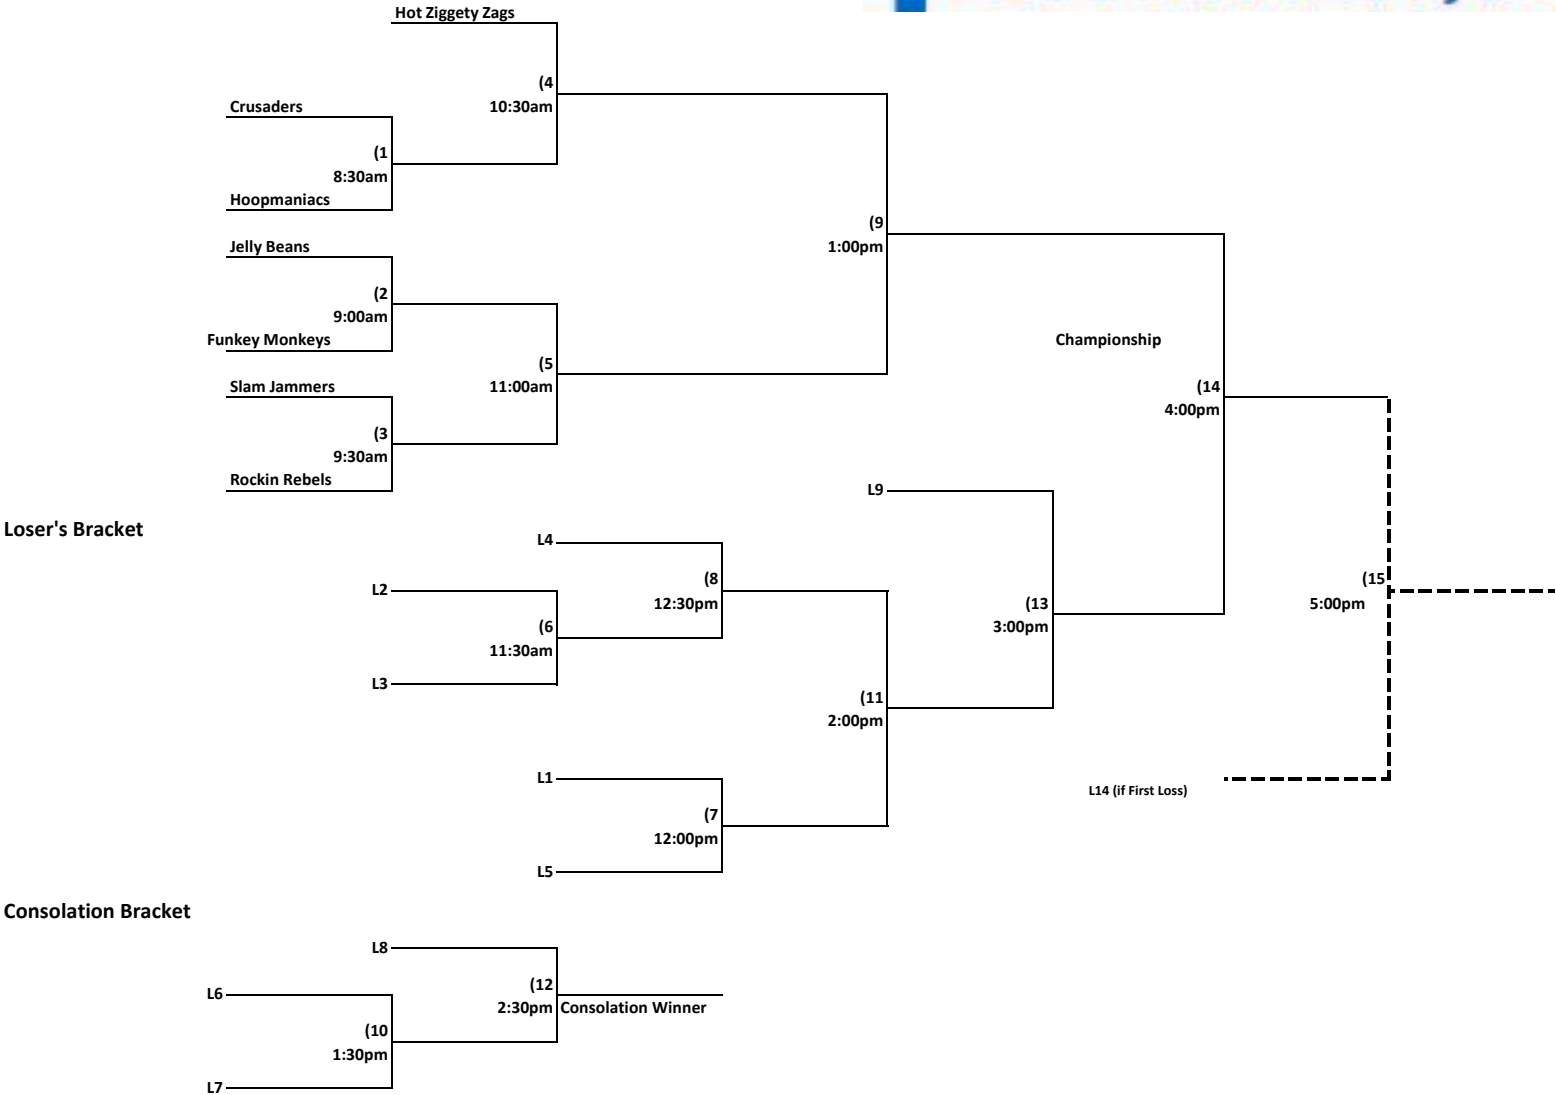 Hot Ziggety Zags
(4
10:30am
Crusaders
(1
8:30am
Hoopmaniacs
(9
1:00pm
Jelly Beans
(2
9:00am
Funkey Monkeys
Championship
(5
11:00am
Slam Jammers
(14
4:00pm
(3
9:30am
Rockin Rebels
L9
Loser's Bracket
L4
(8
12:30pm
L2
(15
5:00pm
(13
3:00pm
(6
11:30am
L3
(11
2:00pm
L1
L14 (if First Loss)
(7
12:00pm
L5
Consolation Bracket
L8
(12
2:30pm Consolation Winner
L6
(10
1:30pm
L7